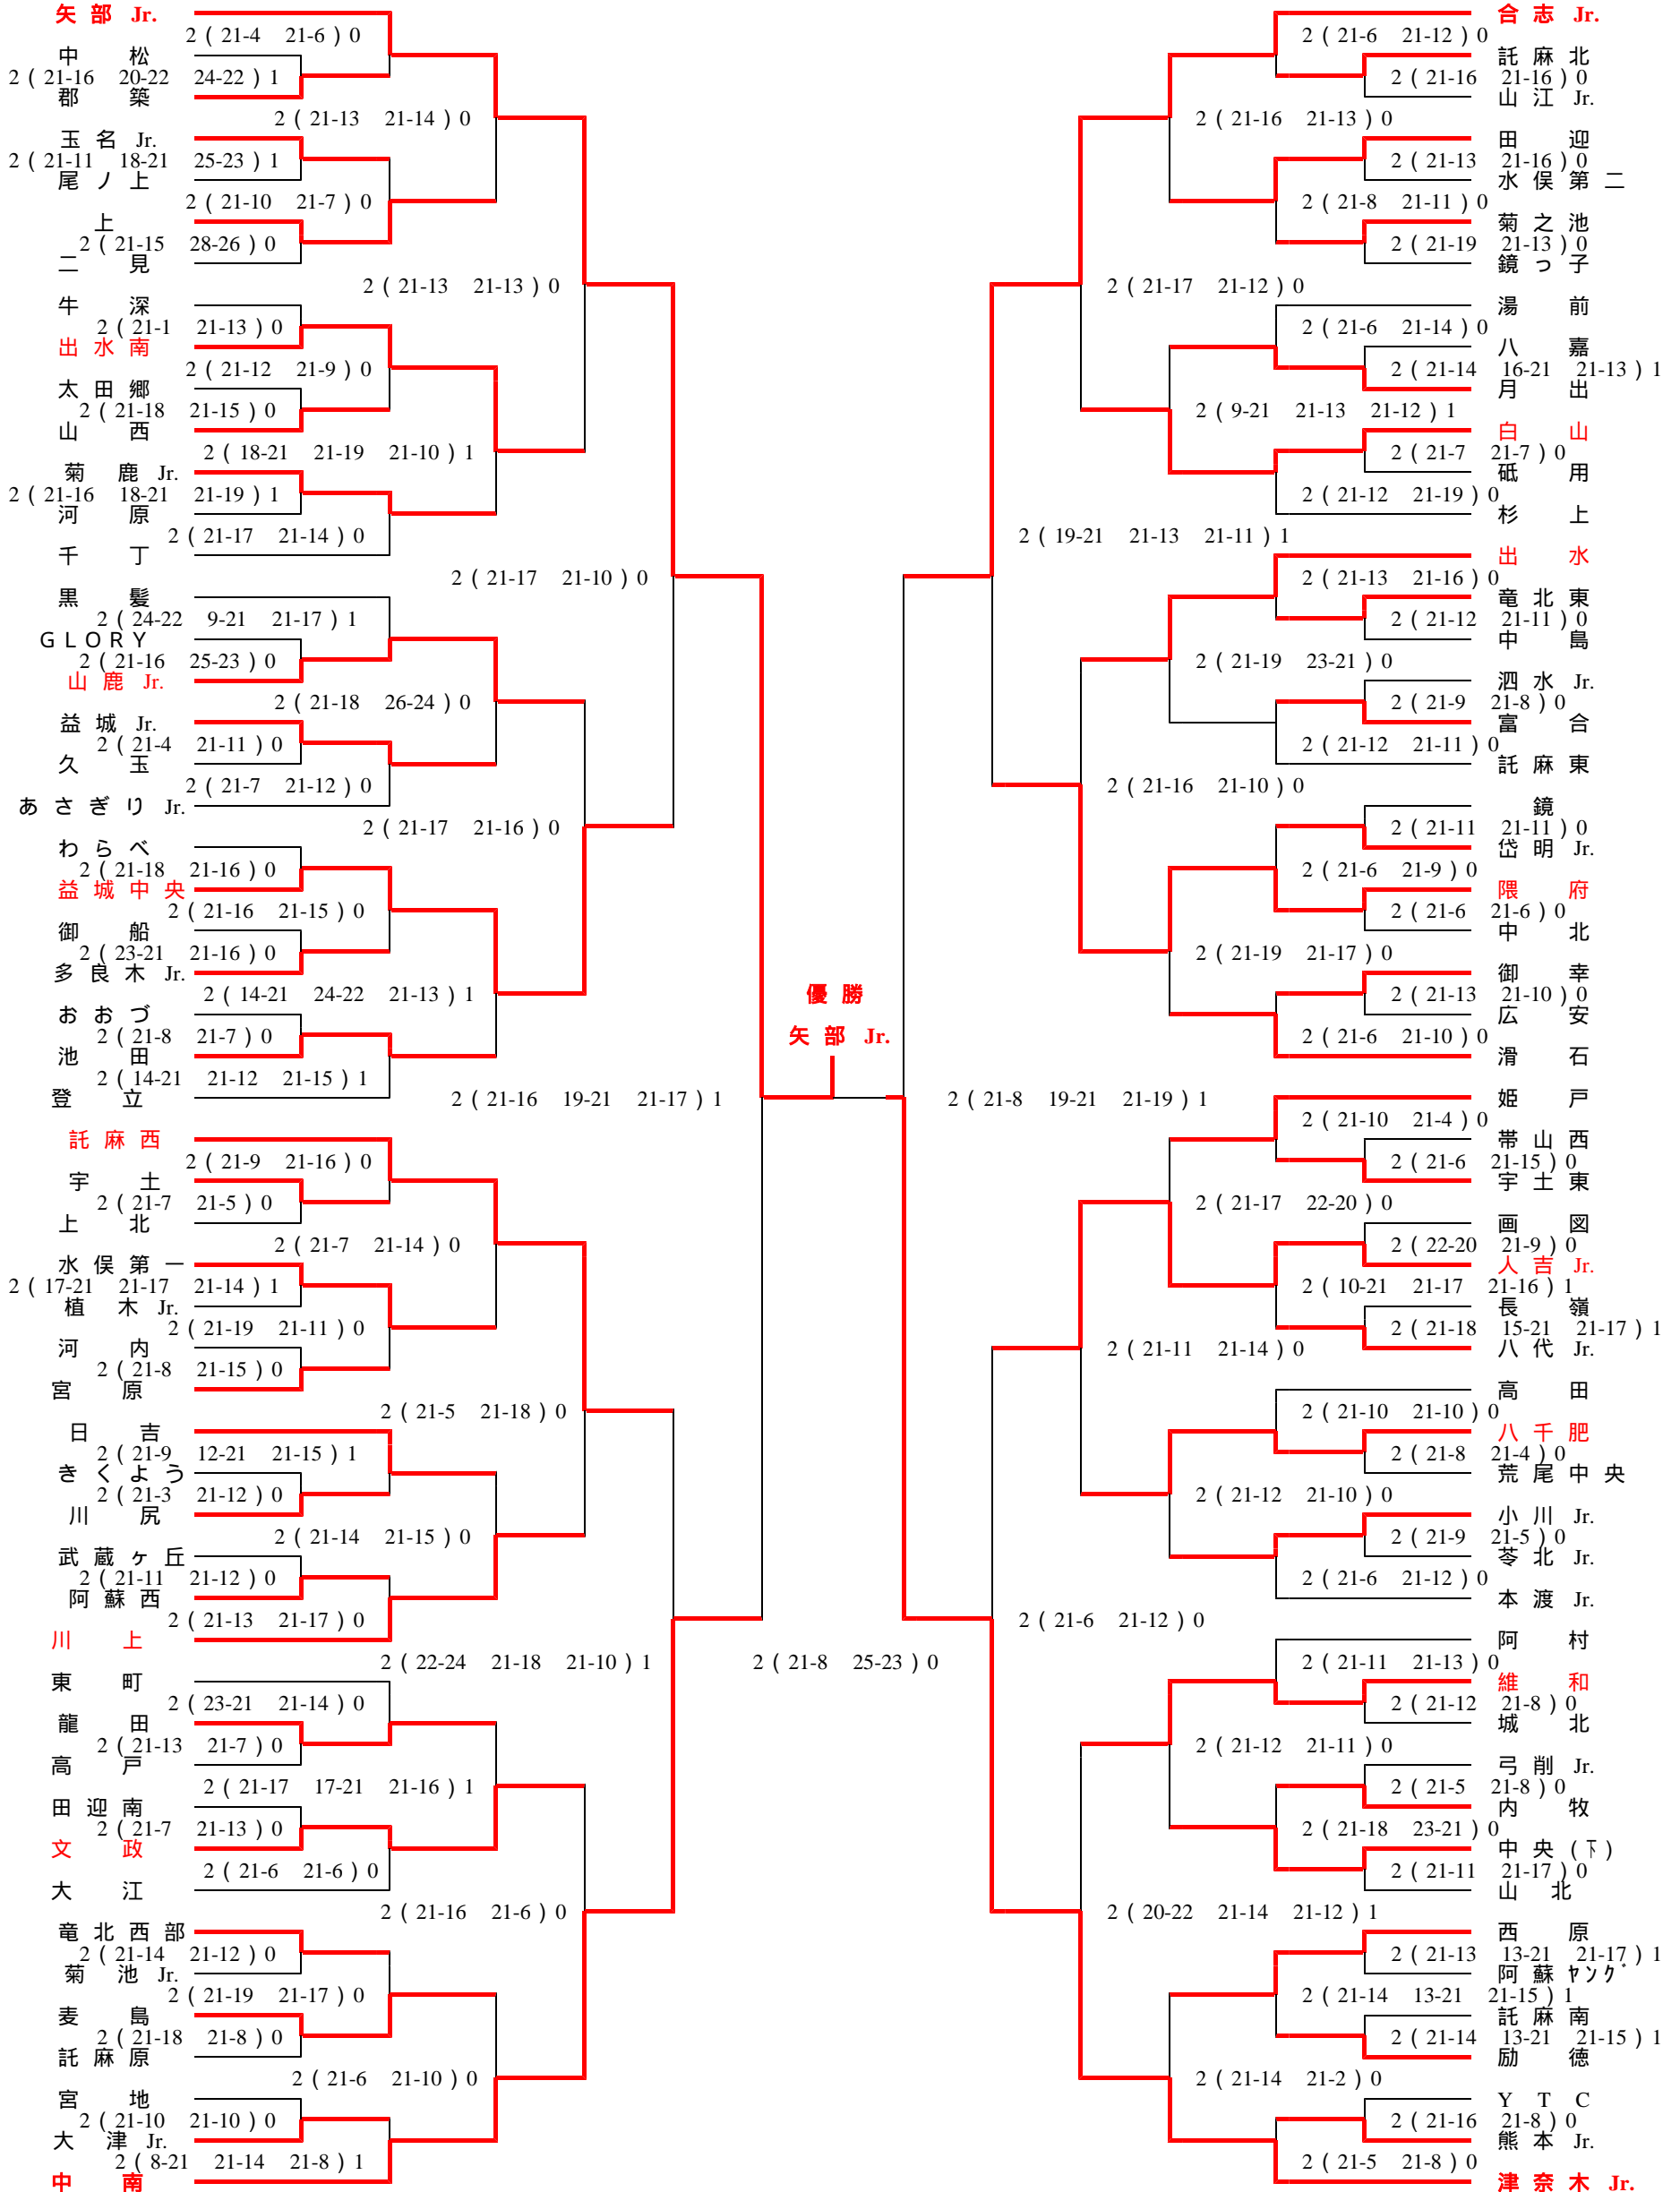 矢部 Jr.
2 ( 21-4 21-6 ) 0
中 松
2 ( 21-16 20-22 24-22 ) 1
郡 築
2 ( 21-13 21-14 ) 0
玉名 Jr.
2 ( 21-11 18-21 25-23 ) 1
尾ノ上
2 ( 21-10 21-7 ) 0
上
2 ( 21-15 28-26 ) 0
二 見
2 ( 21-13 21-13 ) 0
牛 深
2 ( 21-1 21-13 ) 0
出水南
2 ( 21-12 21-9 ) 0
太田郷
2 ( 21-18 21-15 ) 0
山 西
2 ( 18-21 21-19 21-10 ) 1
菊 鹿 Jr.
2 ( 21-16 18-21 21-19 ) 1
河 原
2 ( 21-17 21-14 ) 0
千 丁
2 ( 21-17 21-10 ) 0
黒 髪
2 ( 24-22 9-21 21-17 ) 1
GLORY
2 ( 21-16 25-23 ) 0
山鹿 Jr.
2 ( 21-18 26-24 ) 0
益城 Jr.
2 ( 21-4 21-11 ) 0
久 玉
2 ( 21-7 21-12 ) 0
あさぎり Jr.
2 ( 21-17 21-16 ) 0
わらべ
2 ( 21-18 21-16 ) 0
益城中央
2 ( 21-16 21-15 ) 0
御 船
2 ( 23-21 21-16 ) 0
多良木 Jr.
2 ( 14-21 24-22 21-13 ) 1
おおづ
2 ( 21-8 21-7 ) 0
池 田
2 ( 14-21 21-12 21-15 ) 1
登 立
2 ( 21-16 19-21 21-17 ) 1
託麻西
2 ( 21-9 21-16 ) 0
宇 土
2 ( 21-7 21-5 ) 0
上 北
2 ( 21-7 21-14 ) 0
水俣第一
2 ( 17-21 21-17 21-14 ) 1
植 木 Jr.
2 ( 21-19 21-11 ) 0
河 内
2 ( 21-8 21-15 ) 0
宮 原
2 ( 21-5 21-18 ) 0
日 吉
2 ( 21-9 12-21 21-15 ) 1
きくよう
2 ( 21-3 21-12 ) 0
川 尻
2 ( 21-14 21-15 ) 0
武蔵ヶ丘
2 ( 21-11 21-12 ) 0
阿蘇西
2 ( 21-13 21-17 ) 0
川 上
2 ( 22-24 21-18 21-10 ) 1
東 町
2 ( 23-21 21-14 ) 0
龍 田
2 ( 21-13 21-7 ) 0
高 戸
2 ( 21-17 17-21 21-16 ) 1
田迎南
2 ( 21-7 21-13 ) 0
文 政
2 ( 21-6 21-6 ) 0
大 江
2 ( 21-16 21-6 ) 0
竜北西部
2 ( 21-14 21-12 ) 0
菊 池 Jr.
2 ( 21-19 21-17 ) 0
麦 島
2 ( 21-18 21-8 ) 0
託麻原
2 ( 21-6 21-10 ) 0
宮 地
2 ( 21-10 21-10 ) 0
大 津 Jr.
2 ( 8-21 21-14 21-8 ) 1
中 南
優勝
矢部 Jr.
2 ( 21-8 25-23 ) 0
合志 Jr.
2 ( 21-6 21-12 ) 0
託麻北
2 ( 21-16 21-16 ) 0
山江 Jr.
2 ( 21-16 21-13 ) 0
田 迎
2 ( 21-13 21-16 ) 0
水俣第二
2 ( 21-8 21-11 ) 0
菊之池
2 ( 21-19 21-13 ) 0
鏡っ子
2 ( 21-17 21-12 ) 0
湯 前
2 ( 21-6 21-14 ) 0
八 嘉
2 ( 21-14 16-21 21-13 ) 1
月 出
2 ( 9-21 21-13 21-12 ) 1
白 山
2 ( 21-7 21-7 ) 0
砥 用
2 ( 21-12 21-19 ) 0
杉 上
2 ( 19-21 21-13 21-11 ) 1
出 水
2 ( 21-13 21-16 ) 0
竜北東
2 ( 21-12 21-11 ) 0
中 島
2 ( 21-19 23-21 ) 0
泗水 Jr.
2 ( 21-9 21-8 ) 0
富 合
2 ( 21-12 21-11 ) 0
託麻東
2 ( 21-16 21-10 ) 0
鏡
2 ( 21-11 21-11 ) 0
岱明 Jr.
2 ( 21-6 21-9 ) 0
隈 府
2 ( 21-6 21-6 ) 0
中 北
2 ( 21-19 21-17 ) 0
御 幸
2 ( 21-13 21-10 ) 0
広 安
2 ( 21-6 21-10 ) 0
滑 石
2 ( 21-8 19-21 21-19 ) 1
姫 戸
2 ( 21-10 21-4 ) 0
帯山西
2 ( 21-6 21-15 ) 0
宇土東
2 ( 21-17 22-20 ) 0
画 図
2 ( 22-20 21-9 ) 0
人吉 Jr.
2 ( 10-21 21-17 21-16 ) 1
長 嶺
2 ( 21-18 15-21 21-17 ) 1
八代 Jr.
2 ( 21-11 21-14 ) 0
高 田
2 ( 21-10 21-10 ) 0
八千肥
2 ( 21-8 21-4 ) 0
荒尾中央
2 ( 21-12 21-10 ) 0
小川 Jr.
2 ( 21-9 21-5 ) 0
苓北 Jr.
2 ( 21-6 21-12 ) 0
本渡 Jr.
2 ( 21-6 21-12 ) 0
阿 村
2 ( 21-11 21-13 ) 0
維 和
2 ( 21-12 21-8 ) 0
城 北
2 ( 21-12 21-11 ) 0
弓削 Jr.
2 ( 21-5 21-8 ) 0
内 牧
2 ( 21-18 23-21 ) 0
中央(下)
2 ( 21-11 21-17 ) 0
山 北
2 ( 20-22 21-14 21-12 ) 1
西 原
2 ( 21-13 13-21 21-17 ) 1
阿蘇ヤング
2 ( 21-14 13-21 21-15 ) 1
託麻南
2 ( 21-14 13-21 21-15 ) 1
励 徳
2 ( 21-14 21-2 ) 0
Y T C
2 ( 21-16 21-8 ) 0
熊本 Jr.
2 ( 21-5 21-8 ) 0
津奈木 Jr.